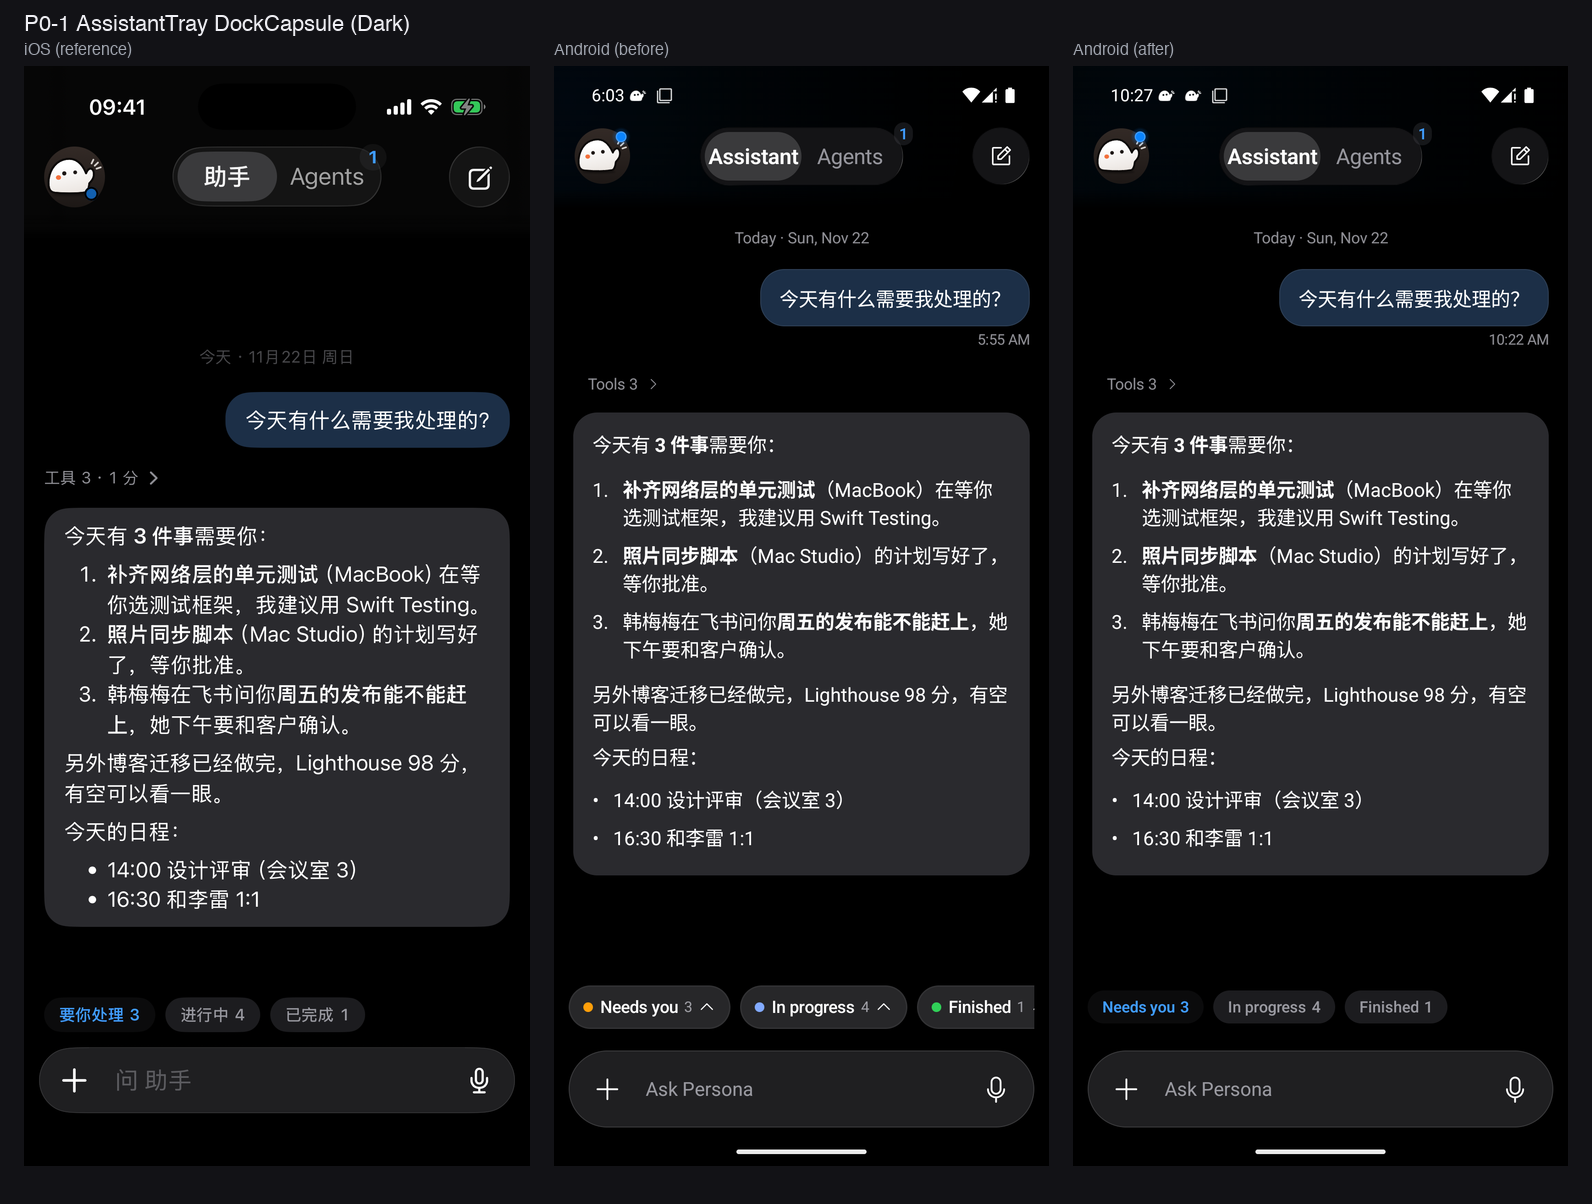 P0-1 AssistantTray DockCapsule (Dark)
iOS (reference)
09:41
助手
Agents
1
今天 · 11月22日 周日
今天有什么需要我处理的?
工具 3 · 1 分
今天有 3 件事需要你：
1. 补齐网络层的单元测试（MacBook）在等
你选测试框架，我建议用 Swift Testing。
2. 照片同步脚本（Mac Studio）的计划写好
了，等你批准。
3. 韩梅梅在飞书问你周五的发布能不能赶
上，她下午要和客户确认。
另外博客迁移已经做完，Lighthouse 98 分，
有空可以看一眼。
今天的日程：
• 14:00 设计评审（会议室 3）
• 16:30 和李雷 1:1
要你处理 3
进行中 4
已完成 1
问 助手
Android (before)
6:03
Assistant
Agents
1
Today · Sun, Nov 22
今天有什么需要我处理的?
5:55 AM
Tools 3
今天有 3 件事需要你：
1. 补齐网络层的单元测试（MacBook）在等你
选测试框架，我建议用 Swift Testing。
2. 照片同步脚本（Mac Studio）的计划写好了，
等你批准。
3. 韩梅梅在飞书问你周五的发布能不能赶上，她
下午要和客户确认。
另外博客迁移已经做完，Lighthouse 98 分，有空
可以看一眼。
今天的日程：
• 14:00 设计评审（会议室 3）
• 16:30 和李雷 1:1
Needs you 3
In progress 4
Finished 1
Ask Persona
Android (after)
10:27
Assistant
Agents
1
Today · Sun, Nov 22
今天有什么需要我处理的?
10:22 AM
Tools 3
今天有 3 件事需要你：
1. 补齐网络层的单元测试（MacBook）在等你
选测试框架，我建议用 Swift Testing。
2. 照片同步脚本（Mac Studio）的计划写好了，
等你批准。
3. 韩梅梅在飞书问你周五的发布能不能赶上，她
下午要和客户确认。
另外博客迁移已经做完，Lighthouse 98 分，有空
可以看一眼。
今天的日程：
• 14:00 设计评审（会议室 3）
• 16:30 和李雷 1:1
Needs you 3
In progress 4
Finished 1
Ask Persona